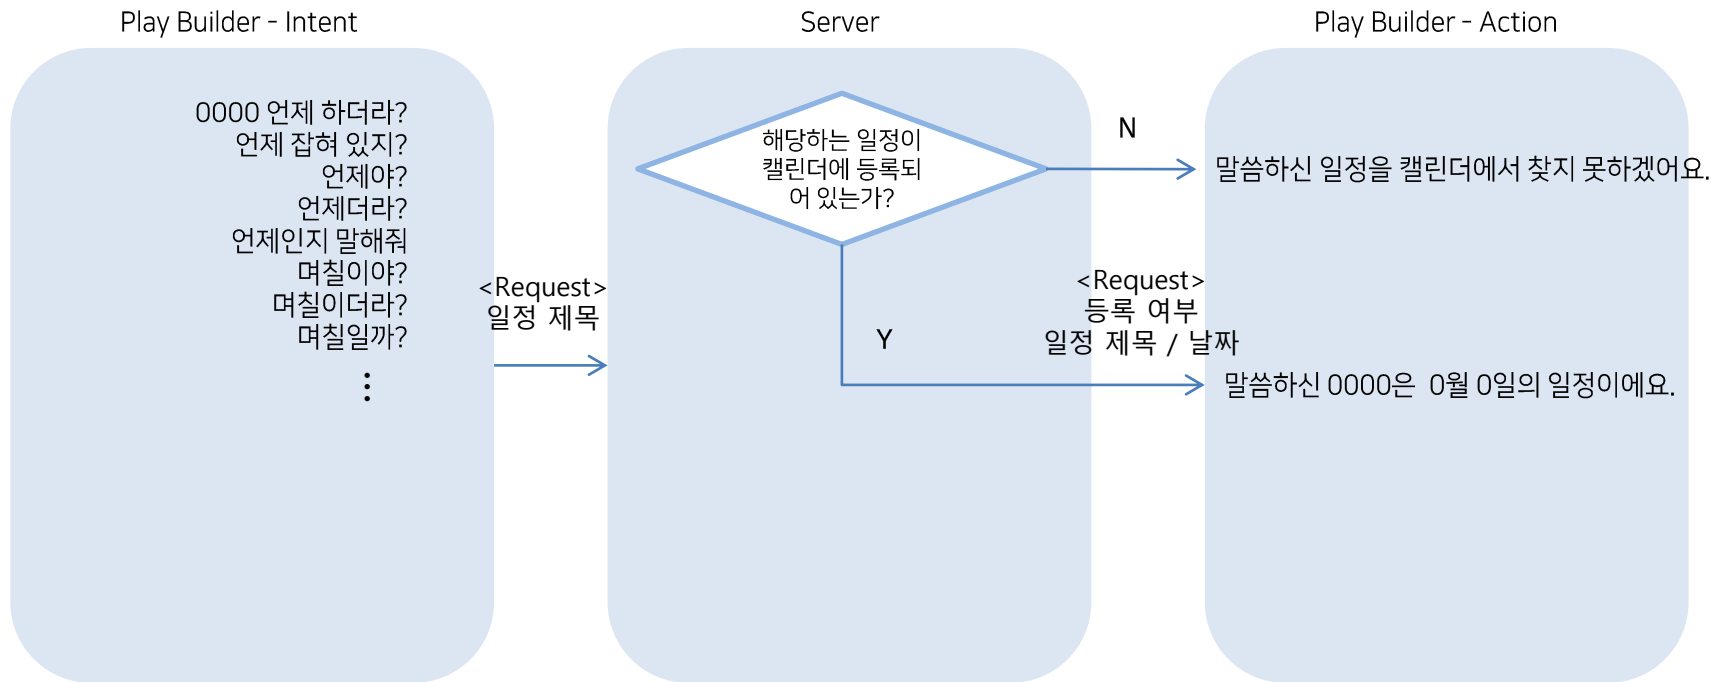 Play Builder - Intent
Server
Play Builder - Action
0000 언제 하더라?
언제 잡혀 있지?
언제야?
언제더라?
언제인지 말해줘
며칠이야?
며칠이더라?
며칠일까?
⋮
<Request>
일정 제목
해당하는 일정이
캘린더에 등록되
어 있는가?
N
Y
<Request>
등록 여부
일정 제목 / 날짜
말씀하신 일정을 캘린더에서 찾지 못하겠어요.
말씀하신 0000은 0월 0일의 일정이에요.